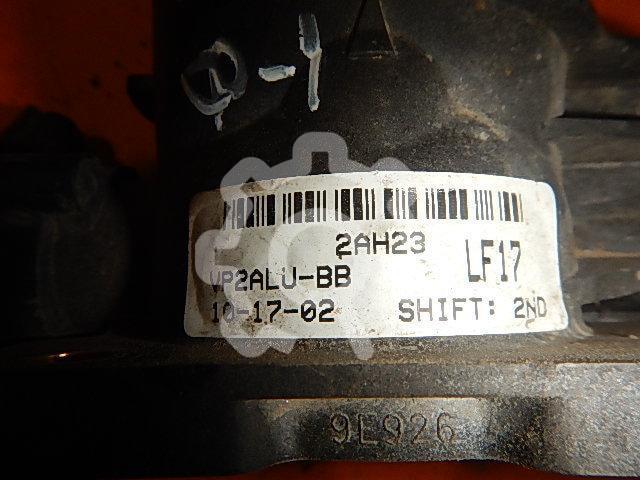 Ф-1
2AH23
LF17
VP2ALU-BB
10-17-02 SHIFT: 2ND
9E926